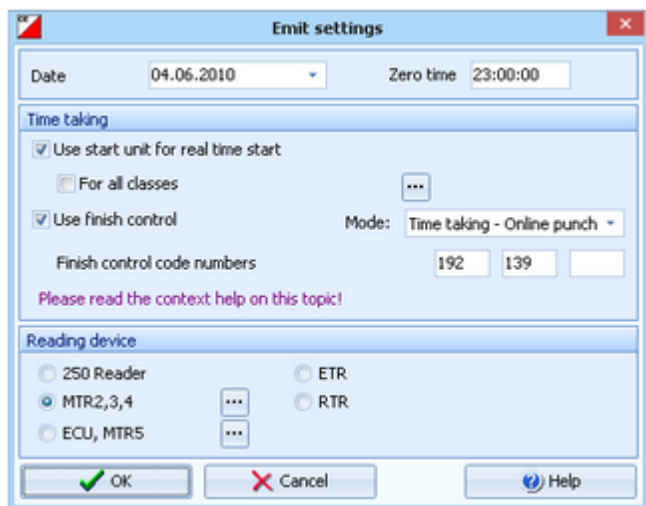 Emit settings
Date 04.06.2010 Zero time 23:00:00
Time taking
Use start unit for real time start
For all classes ...
Use finish control Mode: Time taking - Online punch
Finish control code numbers 192 139
Please read the context help on this topic!
Reading device
250 Reader ETR
MTR2,3,4 ... RTR
ECU, MTR5 ...
OK Cancel Help